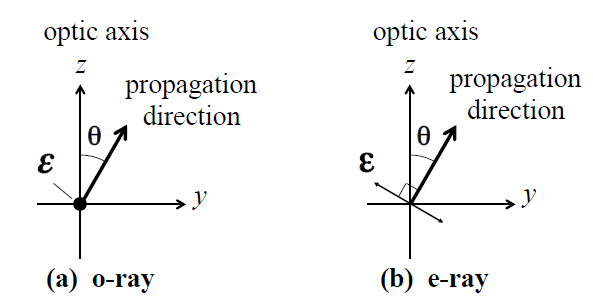 optic axis
z
propagation
direction
θ
ε
y
(a) o-ray
optic axis
z
propagation
direction
θ
ε
y
(b) e-ray